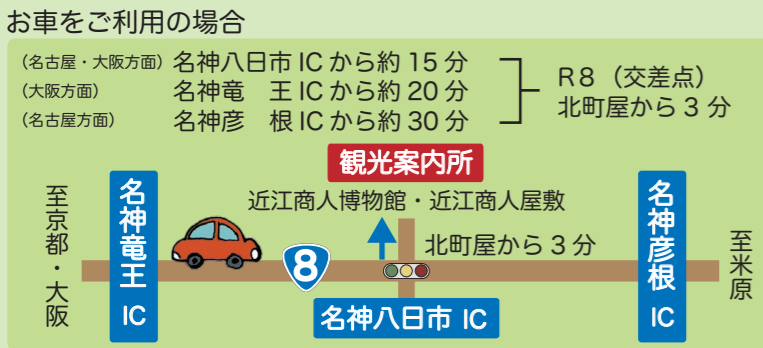 お車をご利用の場合
（名古屋・大阪方面） 名神八日市 IC から約 15 分
（大阪方面） 名神竜　王 IC から約 20 分
（名古屋方面） 名神彦　根 IC から約 30 分
R８（交差点）
北町屋から 3 分
観光案内所
近江商人博物館・近江商人屋敷
北町屋から 3 分
至京都・大阪
名神竜王 IC
8
名神八日市 IC
名神彦根 IC
至米原